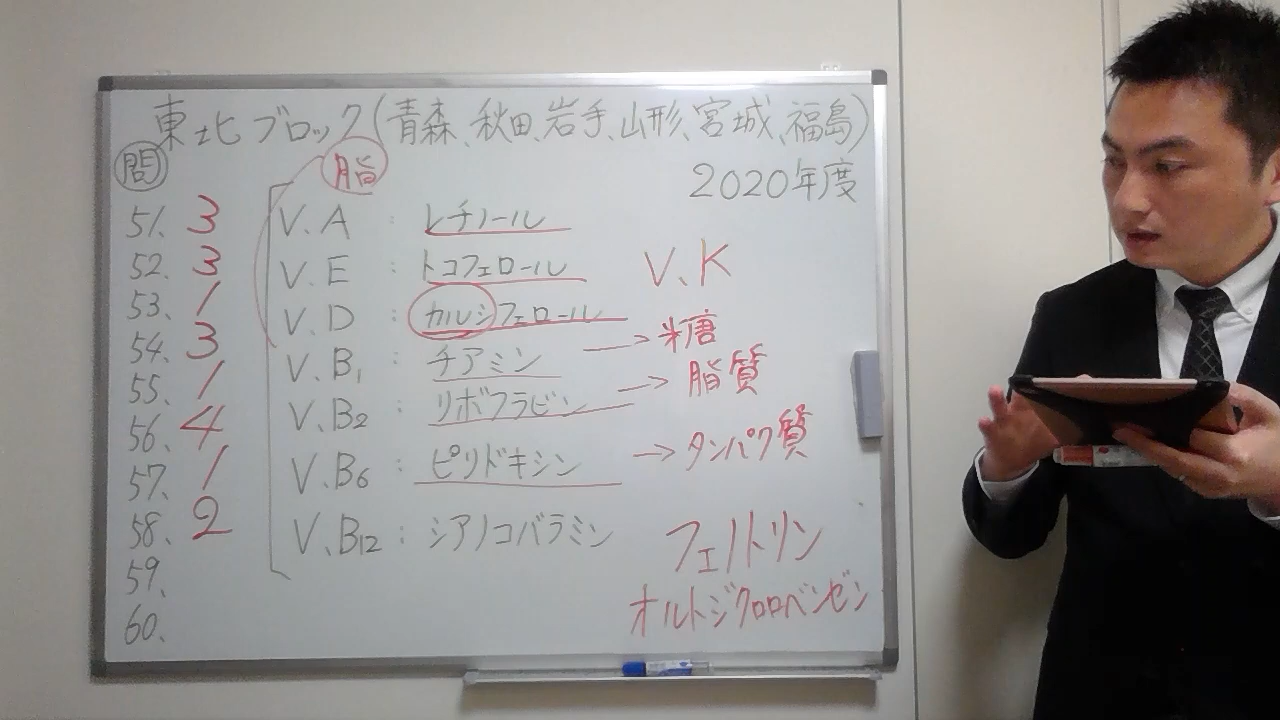 東北ブロック(青森、秋田、岩手、山形、宮城、福島)
2020年度
問
脂
51. 3
V.A : レチノール
52. 3
V.E : トコフェロール
V.K
53. 1
V.D : カルシフェロール
54. 3
V.B1 : チアミン → 糖
55. 1
V.B2 : リボフラビン → 脂質
56. 4
57. 1
V.B6 : ピリドキシン → タンパク質
58. 2
V.B12 : シアノコバラミン
フェノトリン
59.
オルトジクロロベンゼン
60.